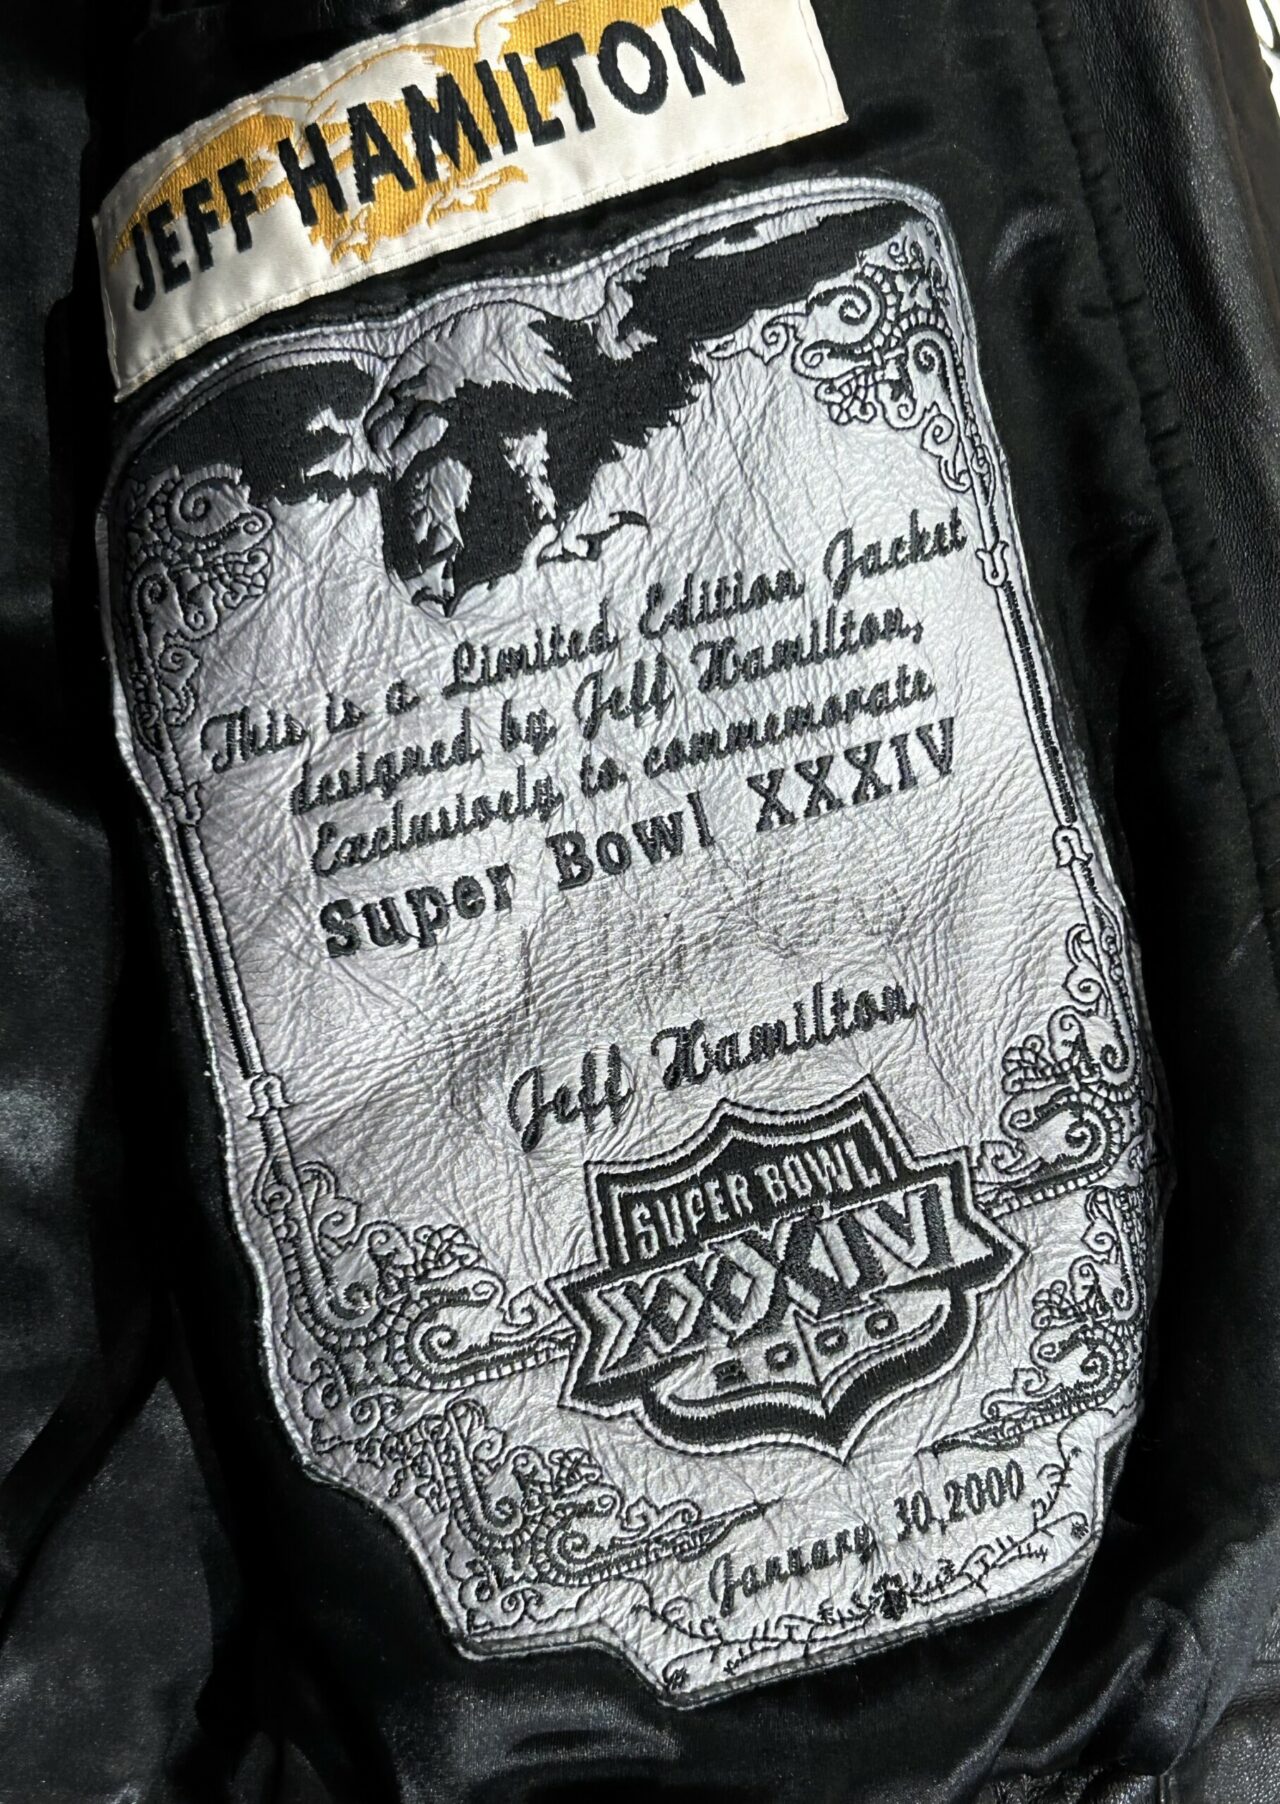 JEFF HAMILTON
This is a Limited Edition Jacket
designed by Jeff Hamilton,
Exclusively to commemorate
Super Bowl XXXIV
Jeff Hamilton
SUPER BOWL
XXXIV
2000
January 30,2000